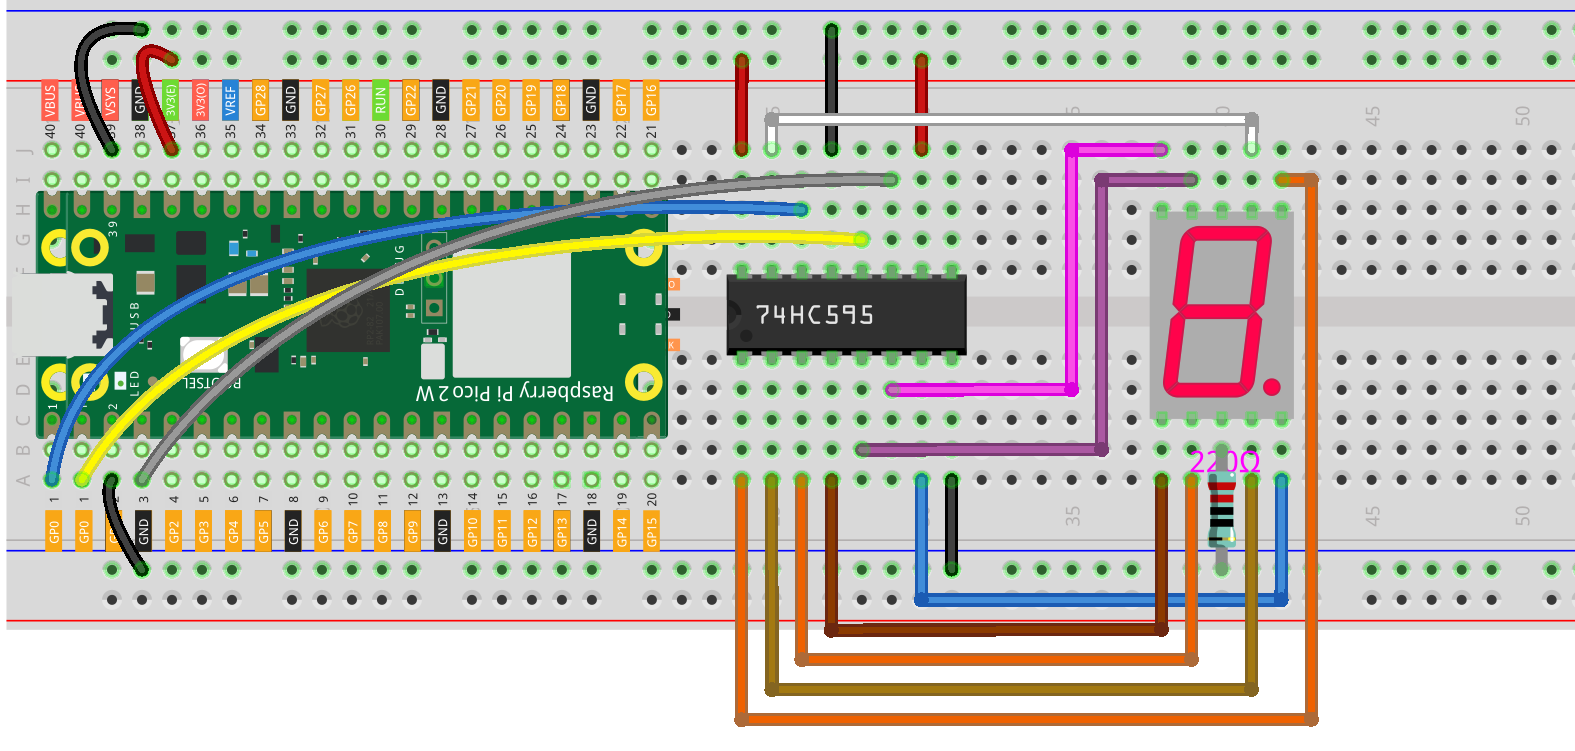 VBUS VBUS VSYS GND 3V3(E) 3V3(O) VREF GP28 GND GP27 GP26 RUN GP22 GND GP21 GP20 GP19 GP18 GND GP17 GP16
40 40 39 38 37 36 35 34 33 32 31 30 29 28 27 26 25 24 23 22 21
45 50
J
I
H
G
F
39
DEBUG
USB
74HC595
E
D
C
B
A
LED
BOOTSEL
Raspberry Pi Pico 2 W
1 2
220Ω
1 1 2 3 4 5 6 7 8 9 10 11 12 13 14 15 16 17 18 19 20
35 45 50
GP0 GP0 GND GP2 GP3 GP4 GP5 GND GP6 GP7 GP8 GP9 GND GP10 GP11 GP12 GP13 GND GP14 GP15